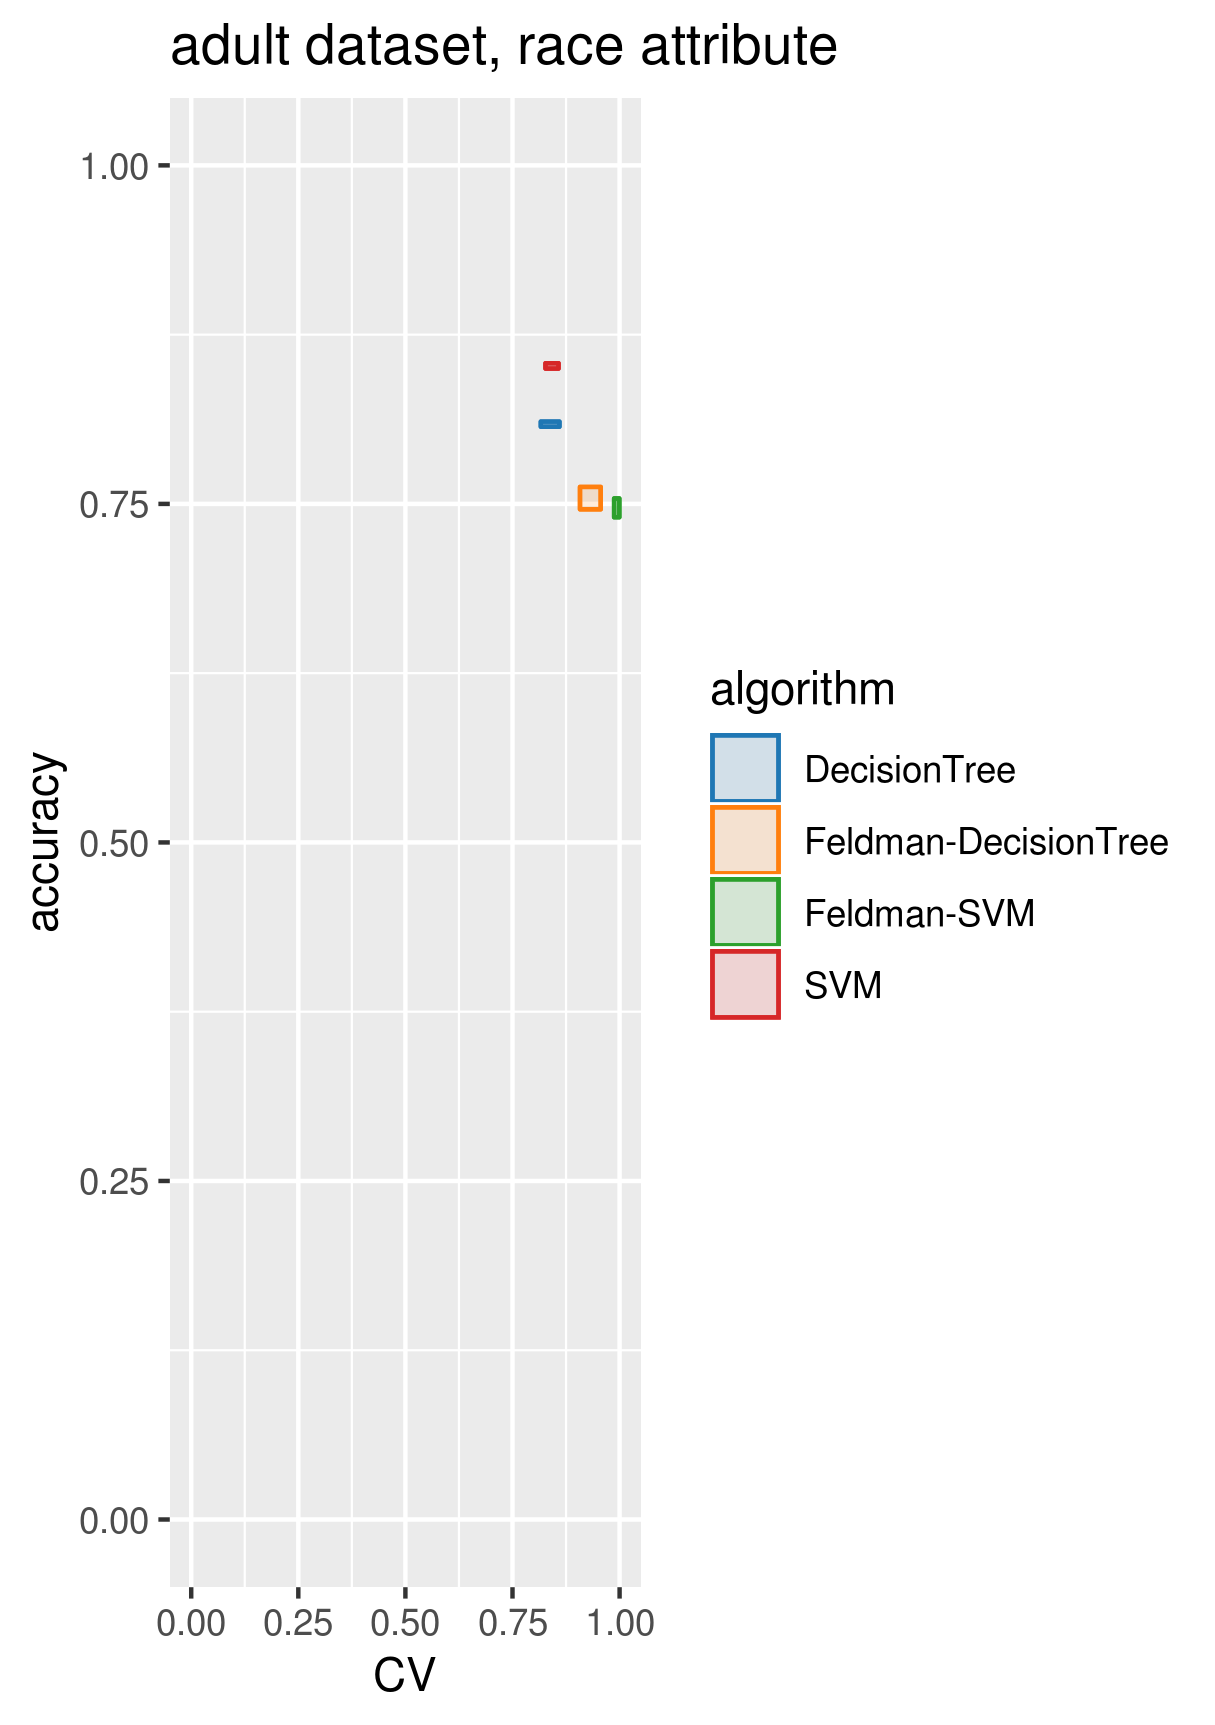 adult dataset, race attribute
1.00
0.75
0.50
0.25
0.00
accuracy
0.00 0.25 0.50 0.75 1.00
CV
algorithm
DecisionTree
Feldman-DecisionTree
Feldman-SVM
SVM